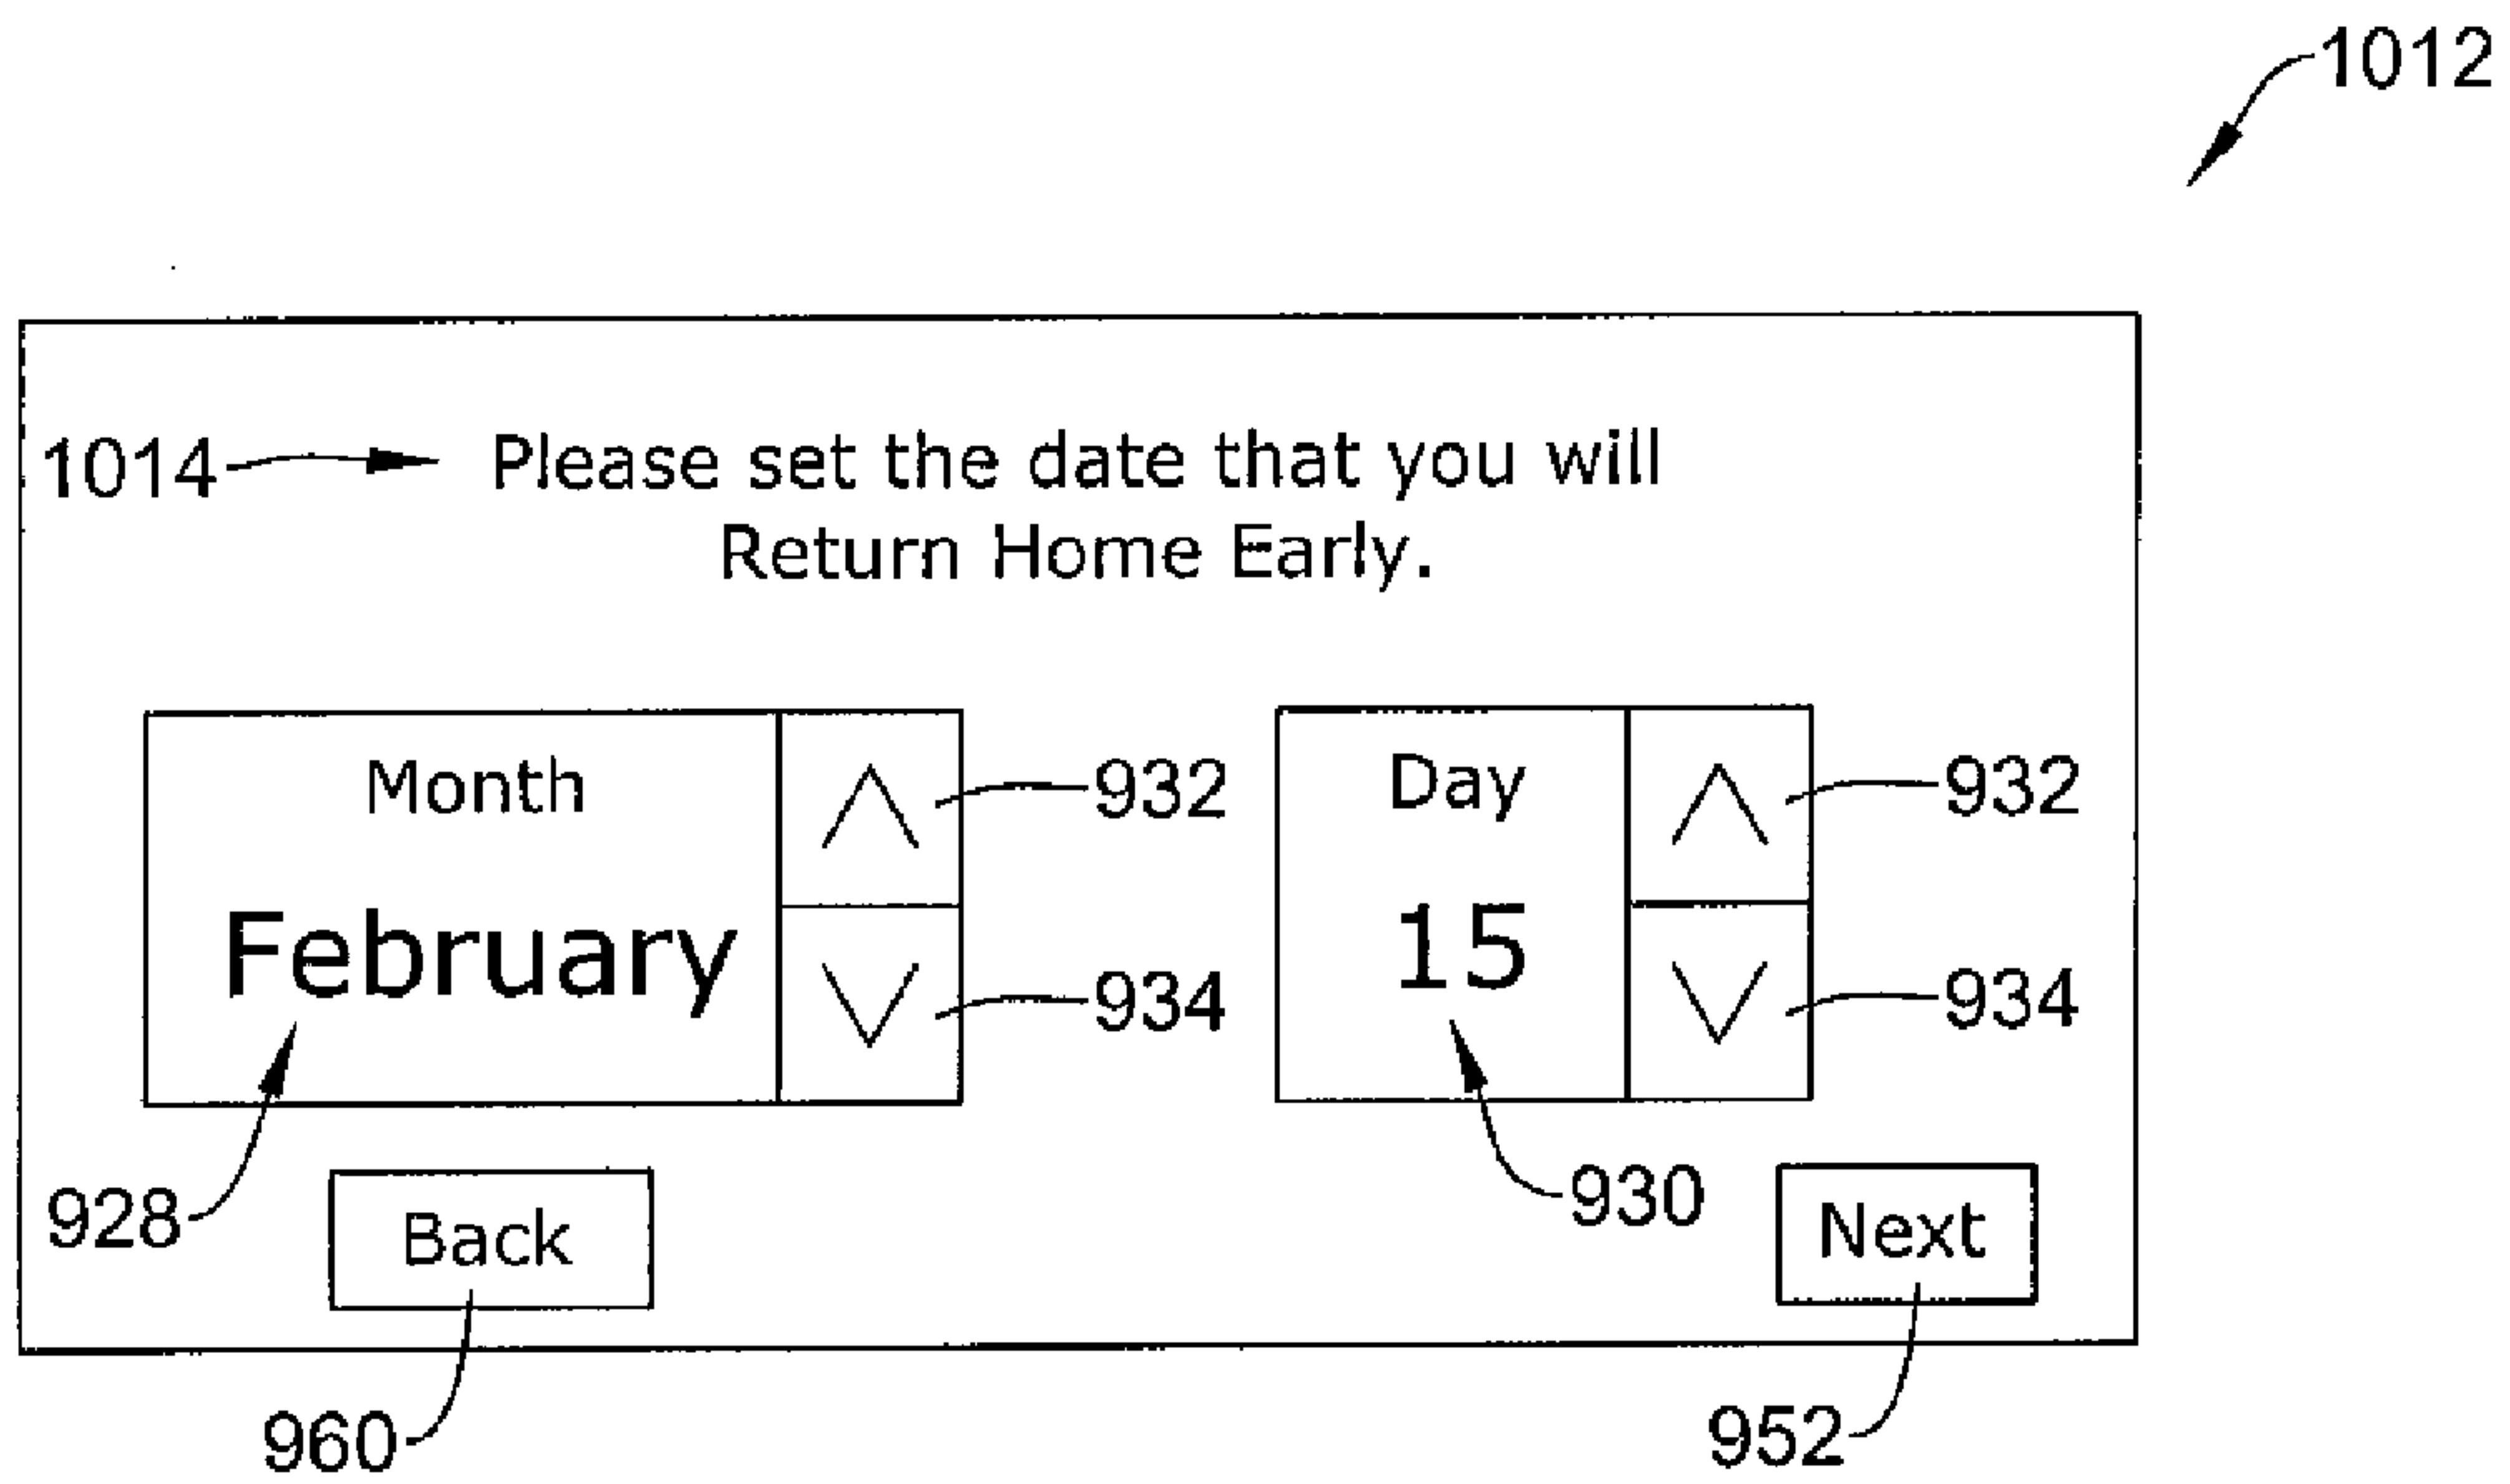 1012
1014 Please set the date that you will
Return Home Early.
Month
932
Day
932
February
934
15
934
928
Back
930
Next
960
952